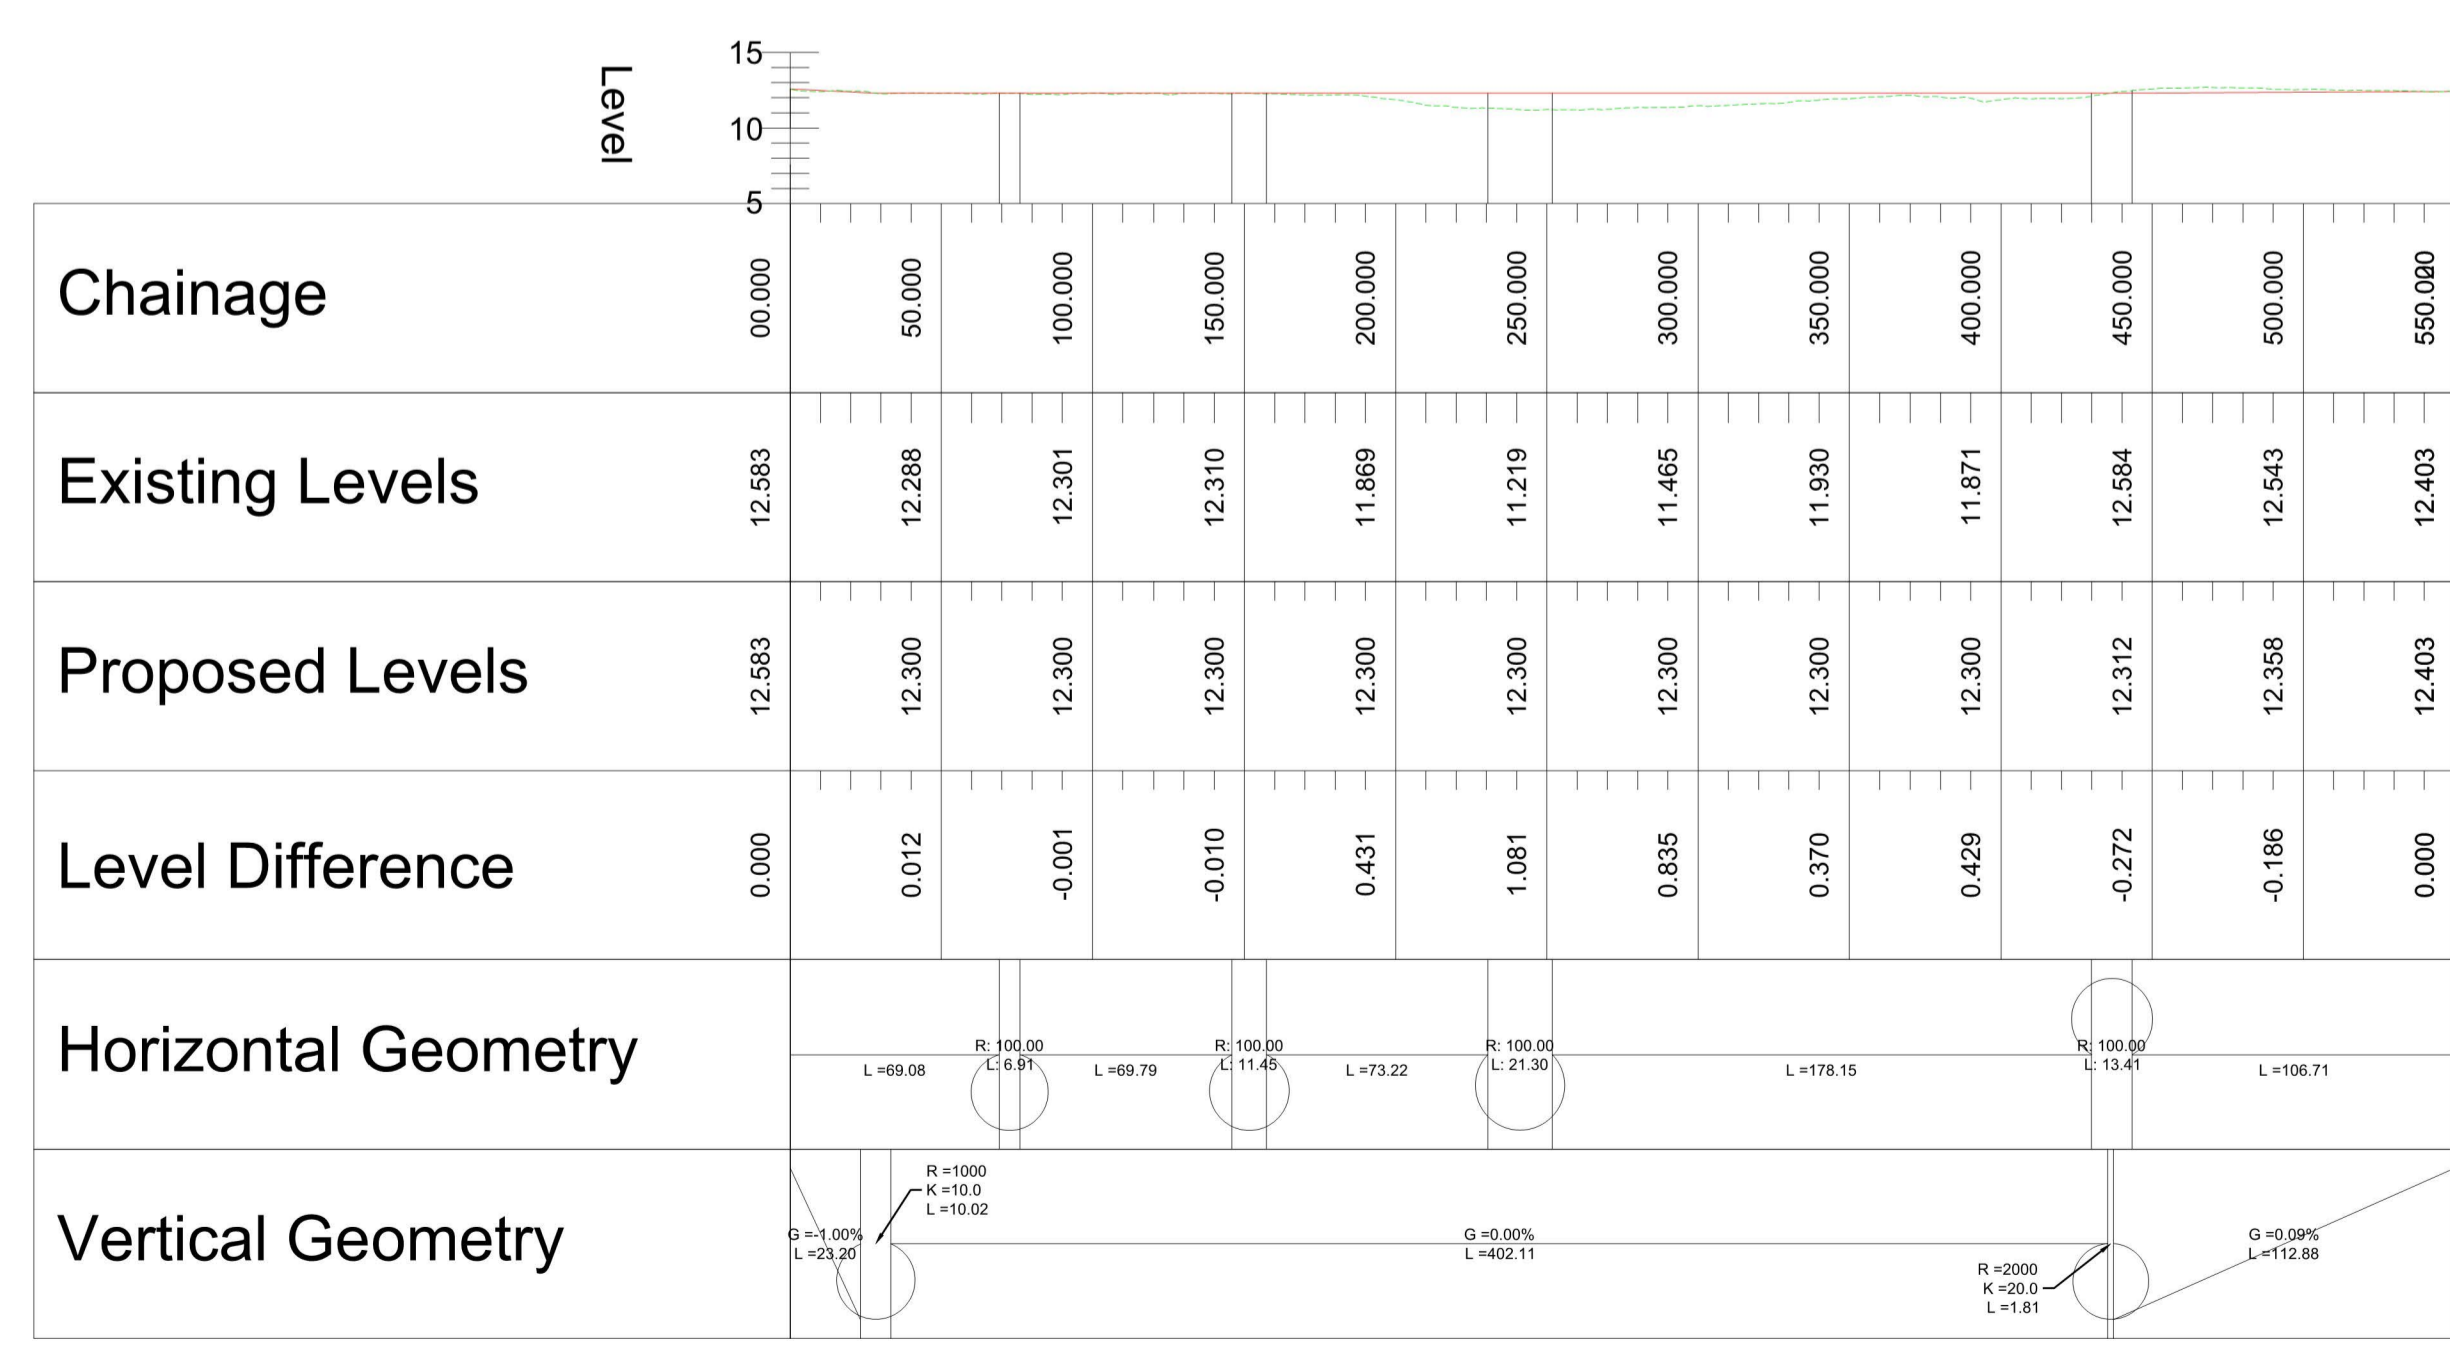 Level
15
10
5
Chainage
00.000 50.000 100.000 150.000 200.000 250.000 300.000 350.000 400.000 450.000 500.000
Existing Levels
12.583 12.288 12.301 12.310 11.869 11.219 11.465 11.930 11.871 12.584 12.543 12.403
Proposed Levels
12.583 12.300 12.300 12.300 12.300 12.300 12.300 12.300 12.300 12.312 12.358 12.403
Level Difference
0.000 0.012 -0.001 -0.010 0.431 1.081 0.835 0.370 0.429 -0.272 -0.186 0.000
Horizontal Geometry
L =69.08
R: 100.00
L: 6.91
L =69.79
R: 100.00
L: 11.45
L =73.22
R: 100.00
L: 21.30
L =178.15
R: 100.00
L: 13.41
L =106.71
Vertical Geometry
G =-1.00%
L =23.20
R =1000
K =10.0
L =10.02
G =0.00%
L =402.11
R =2000
K =20.0
L =1.81
G =0.09%
L =112.88